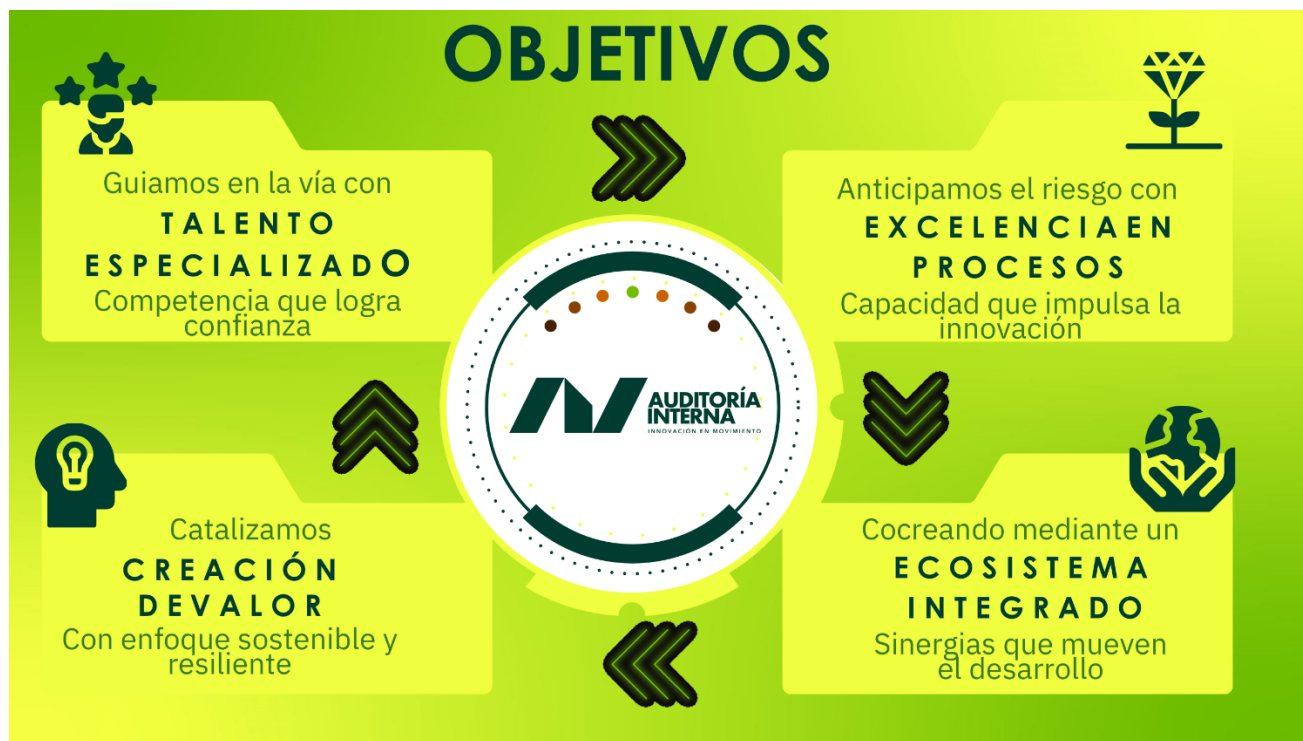 OBJETIVOS
Guiamos en la vía con
TALENTO
ESPECIALIZADO
Competencia que logra
confianza
Anticipamos el riesgo con
EXCELENCIAEN
PROCESOS
Capacidad que impulsa la
innovación
AUDITORÍA
INTERNA
INNOVACIÓN EN MOVIMIENTO
Catalizamos
CREACIÓN
DEVALOR
Con enfoque sostenible y
resiliente
Cocreando mediante un
ECOSISTEMA
INTEGRADO
Sinergias que mueven
el desarrollo